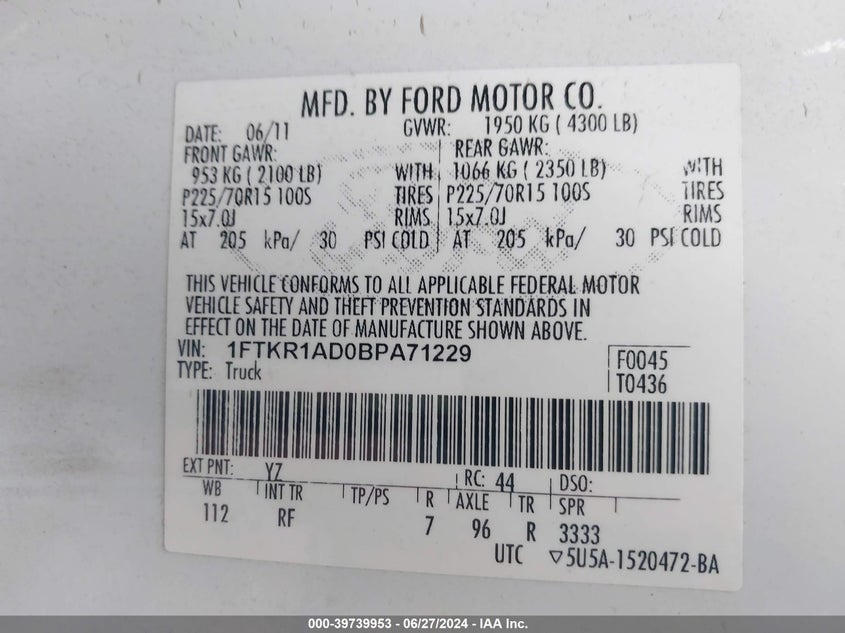 MFD. BY FORD MOTOR CO.
DATE: 06/11 GVWR: 1950 KG ( 4300 LB)
FRONT GAWR: REAR GAWR:
953 KG ( 2100 LB) WITH 1066 KG ( 2350 LB) WITH
P225/70R15 100S TIRES P225/70R15 100S TIRES
15x7.0J RIMS 15x7.0J RIMS
AT 205 kPa/ 30 PSI COLD AT 205 kPa/ 30 PSI COLD
THIS VEHICLE CONFORMS TO ALL APPLICABLE FEDERAL MOTOR
VEHICLE SAFETY AND THEFT PREVENTION STANDARDS IN
EFFECT ON THE DATE OF MANUFACTURE SHOWN ABOVE.
VIN: 1FTKR1AD0BPA71229 F0045
TYPE: Truck T0436
EXT PNT: YZ RC: 44 DSO:
WB INT TR TP/PS R AXLE TR SPR
112 RF 7 96 R 3333
UTC ▽5U5A-1520472-BA
000-39739953 - 06/27/2024 - IAA Inc.